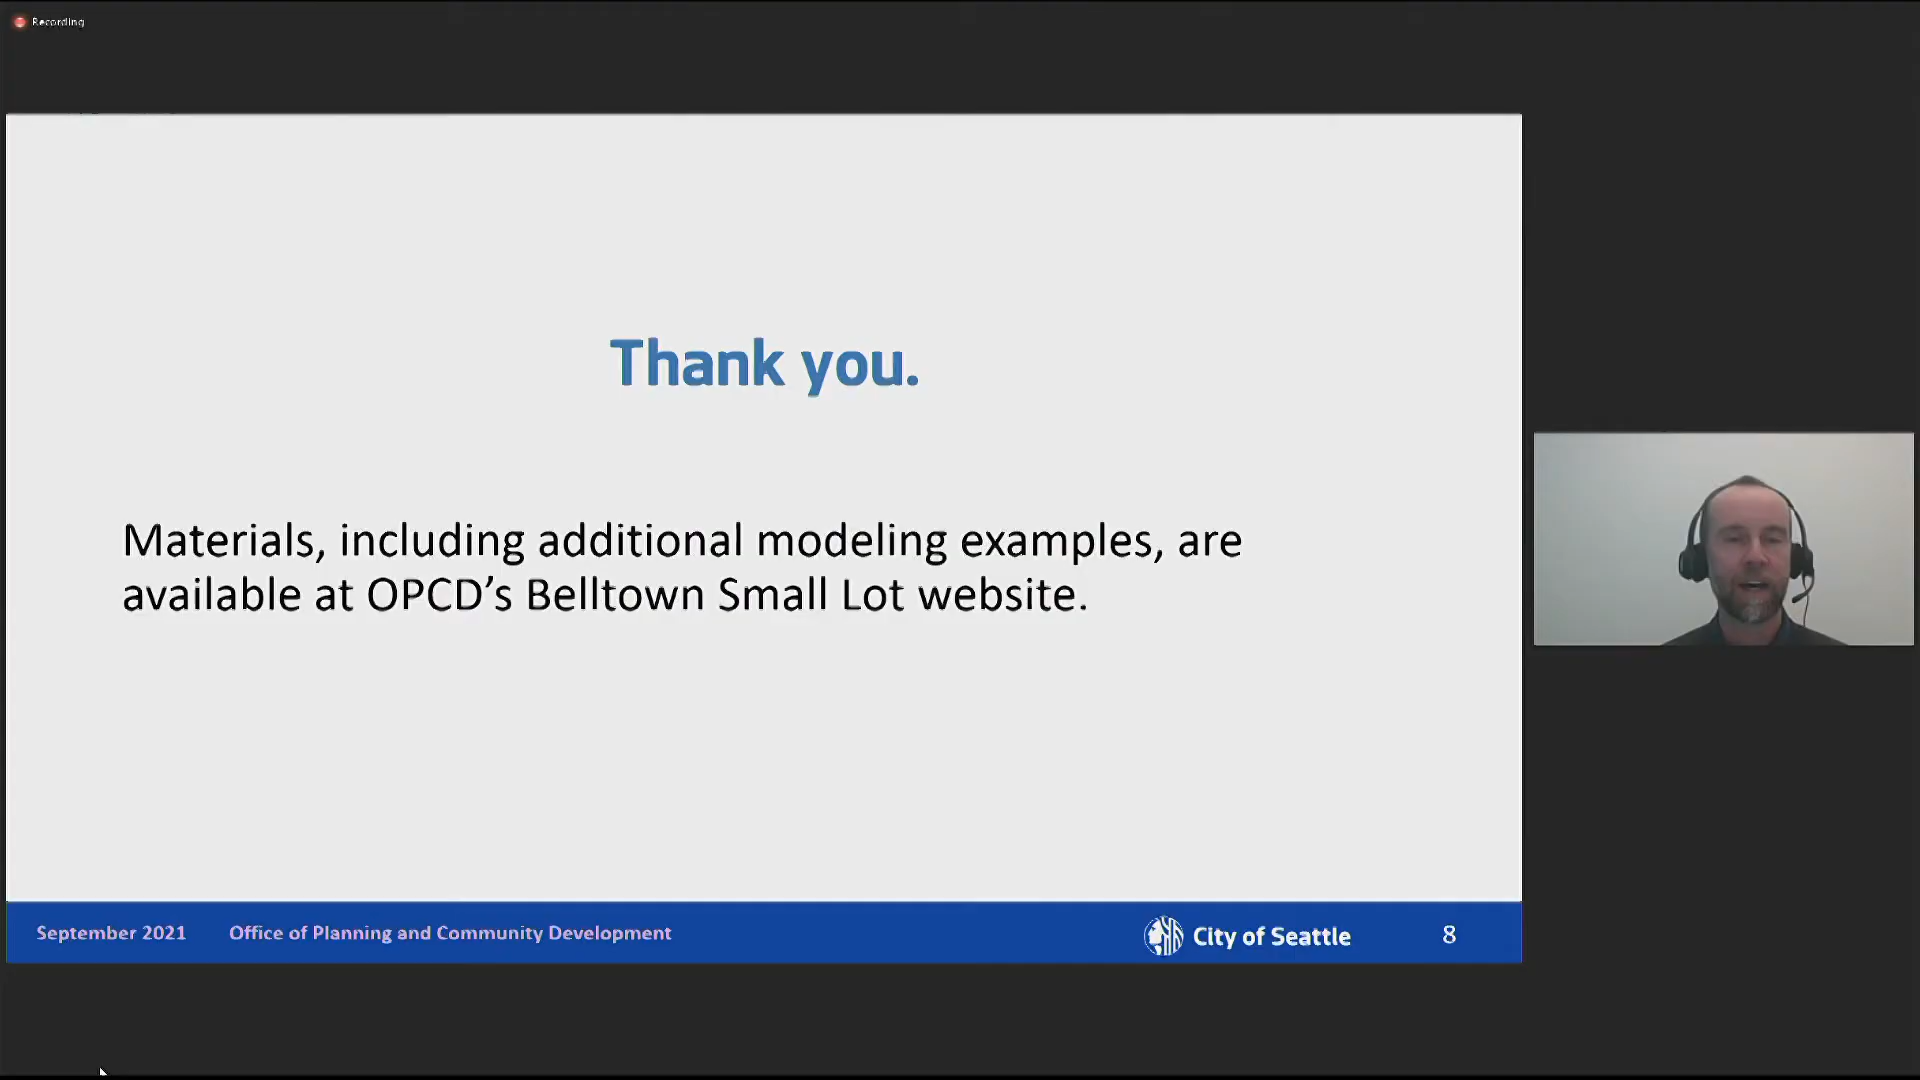 Recording
Thank you.
Materials, including additional modeling examples, are
available at OPCD’s Belltown Small Lot website.
September 2021 Office of Planning and Community Development City of Seattle 8